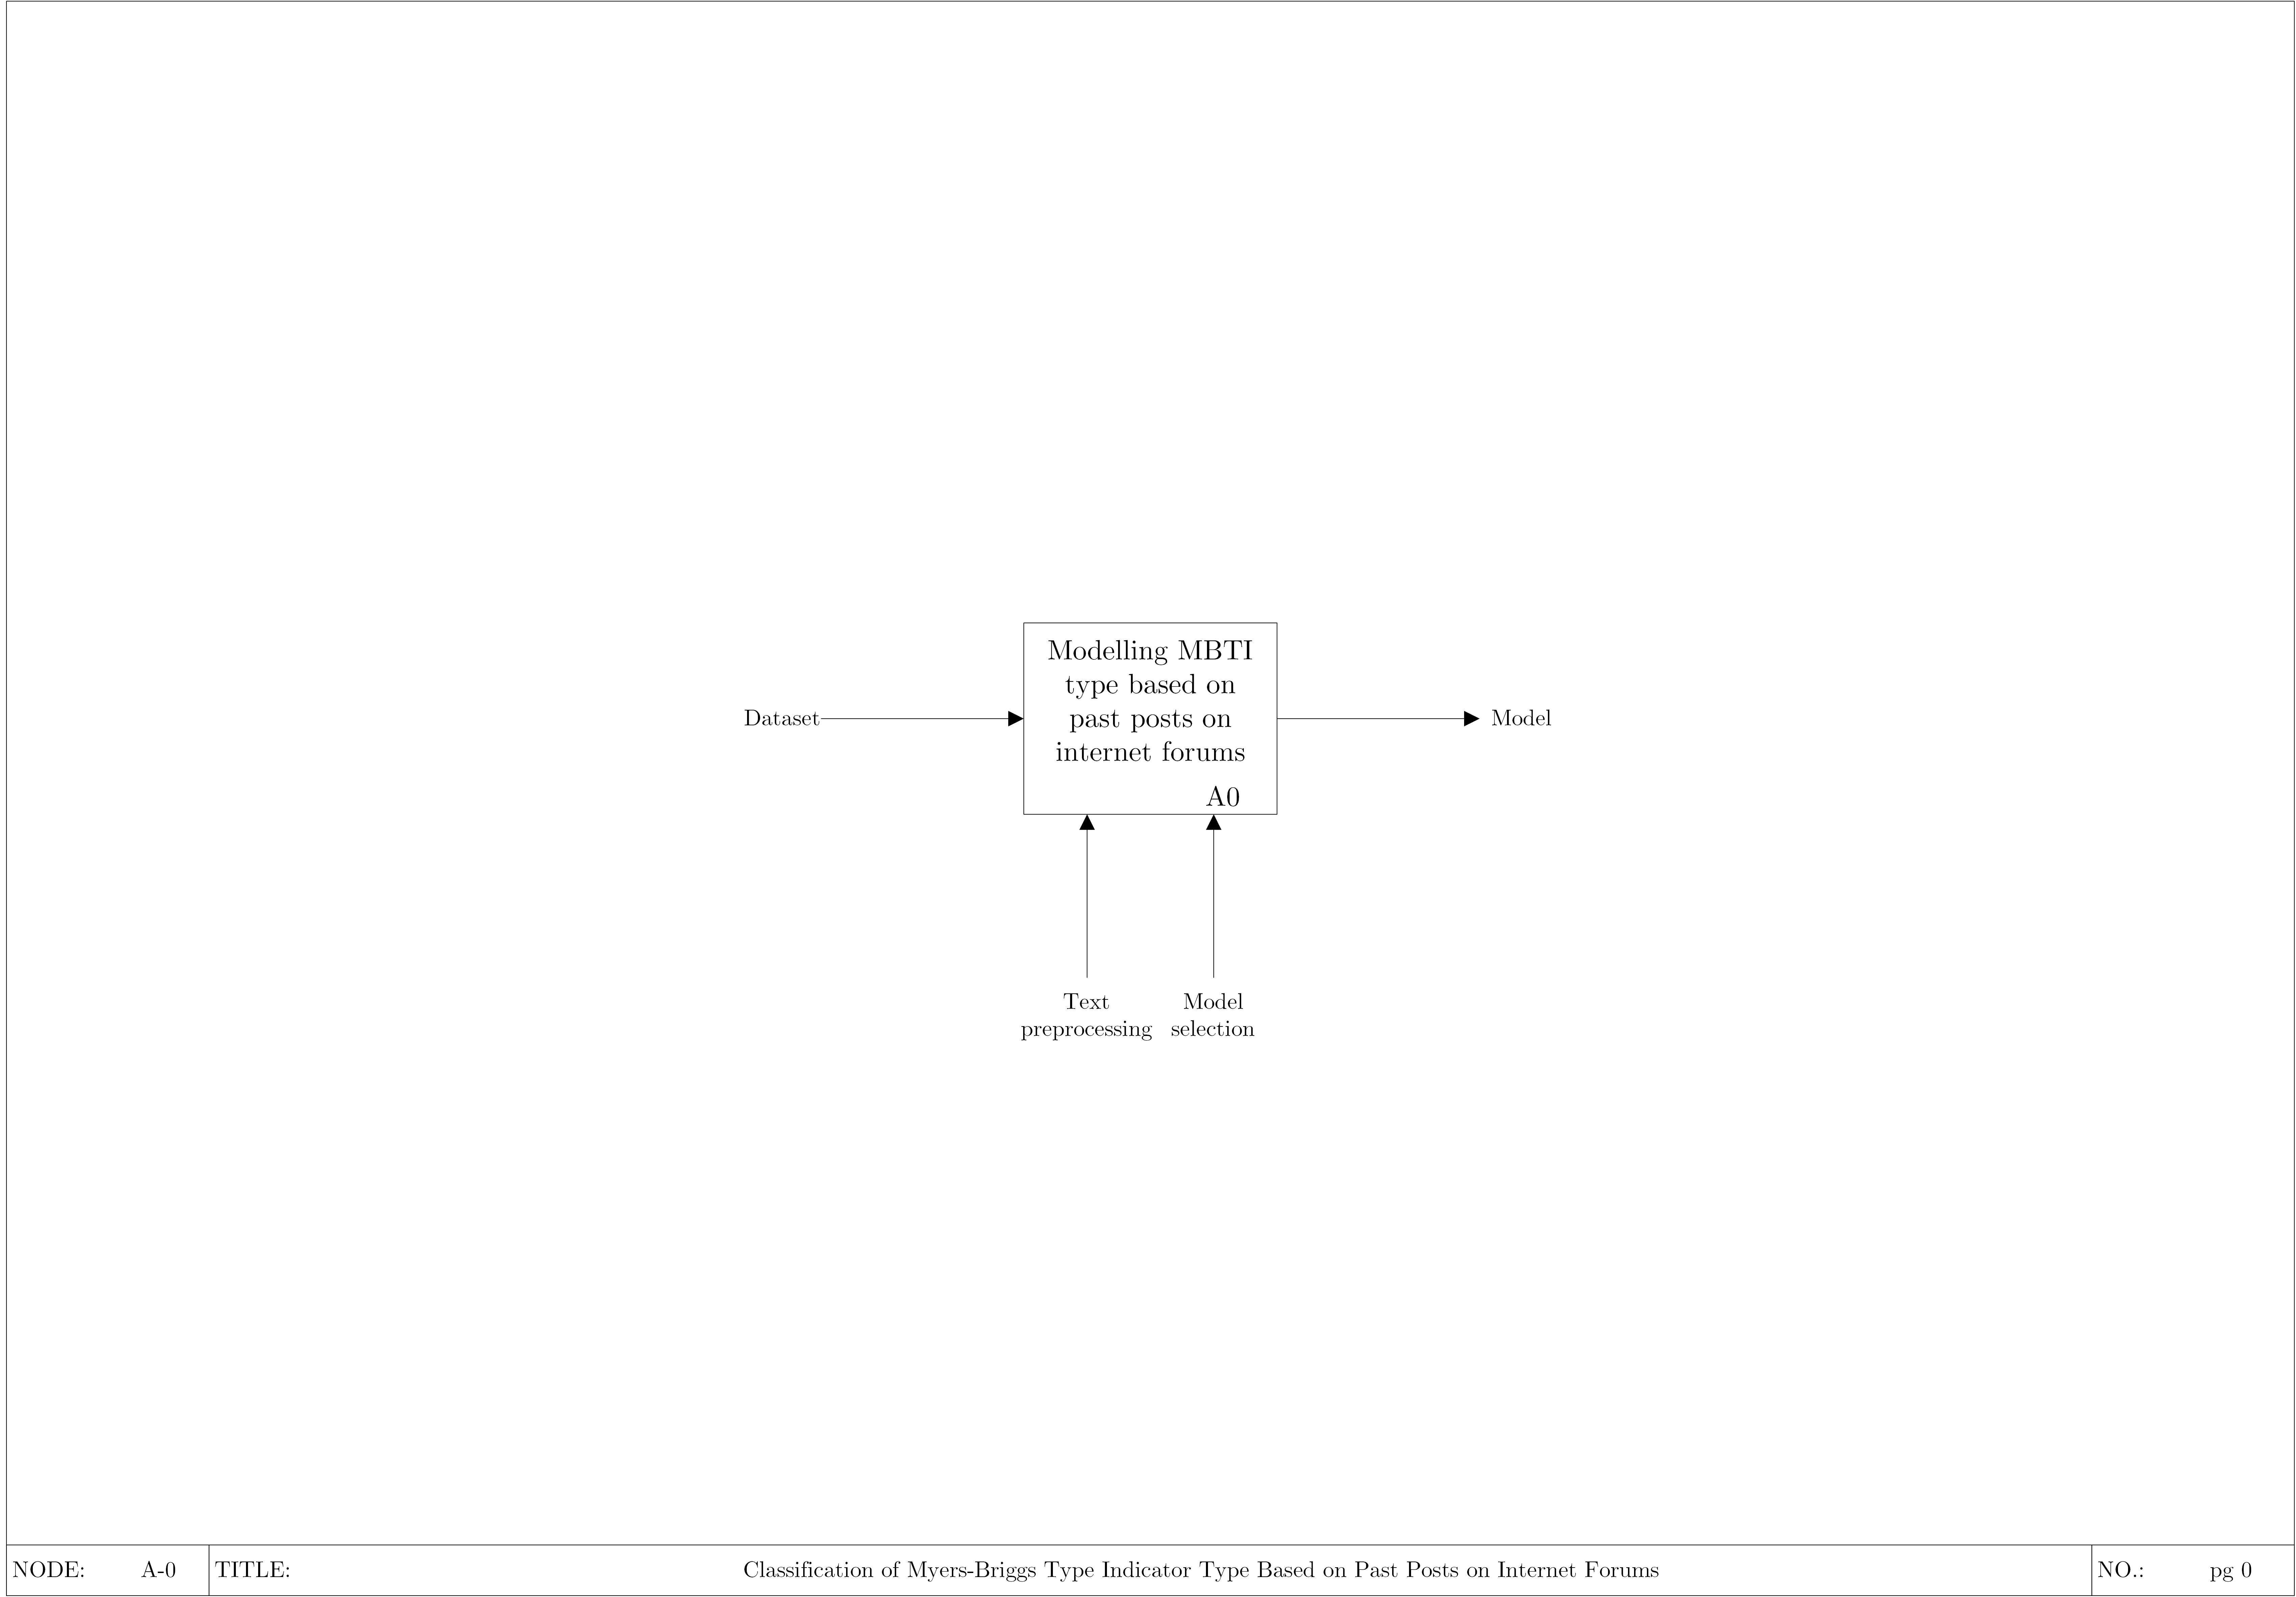 Modelling MBTI
type based on
past posts on
internet forums
A0
Dataset
Model
Text
preprocessing
Model
selection
NODE: A-0
TITLE: Classification of Myers-Briggs Type Indicator Type Based on Past Posts on Internet Forums
NO.: pg 0